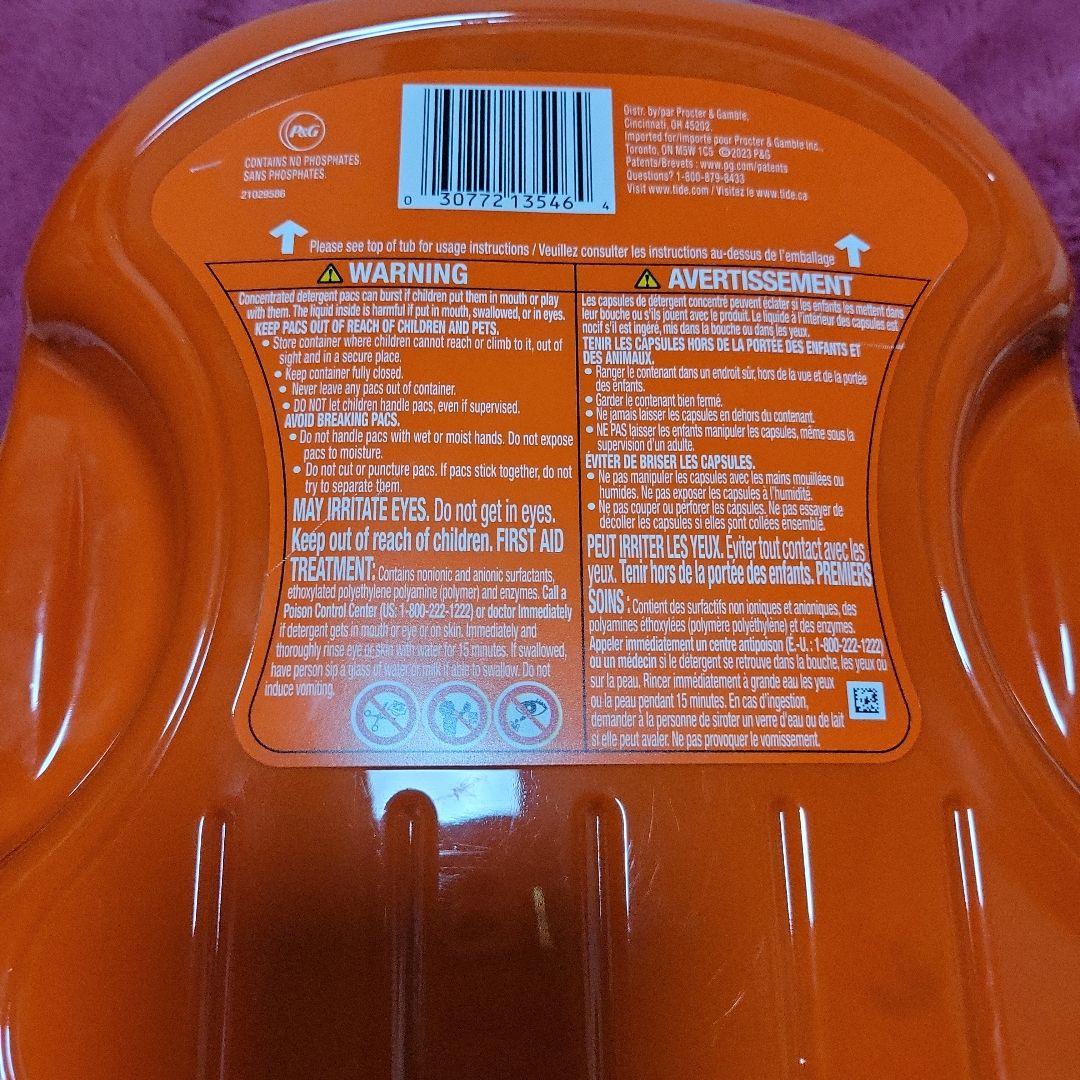 P&G
CONTAINS NO PHOSPHATES.
SANS PHOSPHATES.
21029586
0 30772 13546 4
Distr. by/par Procter & Gamble,
Cincinnati, OH 45202.
Imported for/Importé pour Procter & Gamble Inc.,
Toronto, ON M5W 1C5 ©2023 P&G
Patents/Brevets : www.pg.com/patents
Questions? 1-800-879-8433
Visit www.tide.com / Visitez le www.tide.ca
Please see top of tub for usage instructions / Veuillez consulter les instructions au-dessus de l'emballage
WARNING
Concentrated detergent pacs can burst if children put them in mouth or play
with them. The liquid inside is harmful if put in mouth, swallowed, or in eyes.
KEEP PACS OUT OF REACH OF CHILDREN AND PETS.
• Store container where children cannot reach or climb to it, out of
sight and in a secure place.
• Keep container fully closed.
• Never leave any pacs out of container.
• DO NOT let children handle pacs, even if supervised.
AVOID BREAKING PACS.
• Do not handle pacs with wet or moist hands. Do not expose
pacs to moisture.
• Do not cut or puncture pacs. If pacs stick together, do not
try to separate them.
MAY IRRITATE EYES. Do not get in eyes.
Keep out of reach of children. FIRST AID
TREATMENT: Contains nonionic and anionic surfactants,
ethoxylated polyethylene polyamine (polymer) and enzymes. Call a
Poison Control Center (US: 1-800-222-1222) or doctor Immediately
if detergent gets in mouth or eye or on skin. Immediately and
thoroughly rinse eye or skin with water for 15 minutes. If swallowed,
have person sip a glass of water or milk if able to swallow. Do not
induce vomiting.
AVERTISSEMENT
Les capsules de détergent concentré peuvent éclater si les enfants les mettent dans
leur bouche ou s'ils jouent avec le produit. Le liquide à l'intérieur des capsules est
nocif s'il est ingéré, mis dans la bouche ou dans les yeux.
TENIR LES CAPSULES HORS DE LA PORTÉE DES ENFANTS ET
DES ANIMAUX.
• Ranger le contenant dans un endroit sûr, hors de la vue et de la portée
des enfants.
• Garder le contenant bien fermé.
• Ne jamais laisser les capsules en dehors du contenant.
• NE PAS laisser les enfants manipuler les capsules, même sous la
supervision d'un adulte.
ÉVITER DE BRISER LES CAPSULES.
• Ne pas manipuler les capsules avec les mains mouillées ou
humides. Ne pas exposer les capsules à l'humidité.
• Ne pas couper ou perforer les capsules. Ne pas essayer de
décoller les capsules si elles sont collées ensemble.
PEUT IRRITER LES YEUX. Éviter tout contact avec les
yeux. Tenir hors de la portée des enfants. PREMIERS
SOINS : Contient des surfactifs non ioniques et anioniques, des
polyamines éthoxylées (polymère polyéthylène) et des enzymes.
Appeler immédiatement un centre antipoison (É.-U. : 1-800-222-1222)
ou un médecin si le détergent se retrouve dans la bouche, les yeux ou
sur la peau. Rincer immédiatement à grande eau les yeux
ou la peau pendant 15 minutes. En cas d'ingestion,
demander à la personne de siroter un verre d'eau ou de lait
si elle peut avaler. Ne pas provoquer le vomissement.